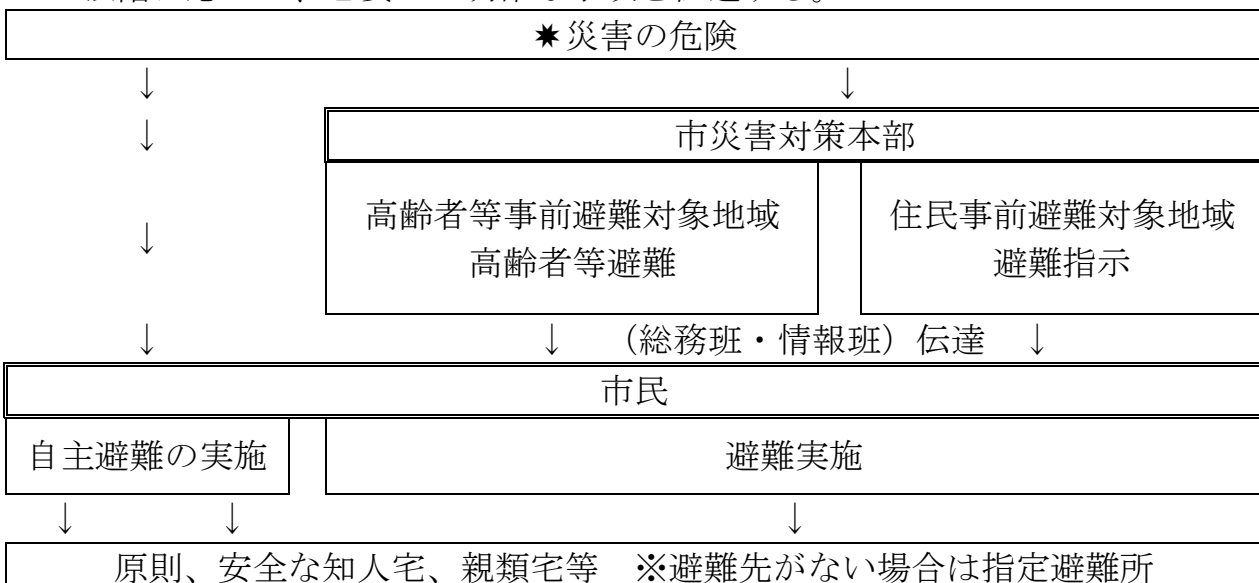 ✷災害の危険
↓ ↓
↓ 市災害対策本部
高齢者等事前避難対象地域 住民事前避難対象地域
↓ 高齢者等避難 避難指示
↓ ↓ （総務班・情報班）伝達 ↓
市民
自主避難の実施 避難実施
↓ ↓ ↓
原則、安全な知人宅、親類宅等 ※避難先がない場合は指定避難所